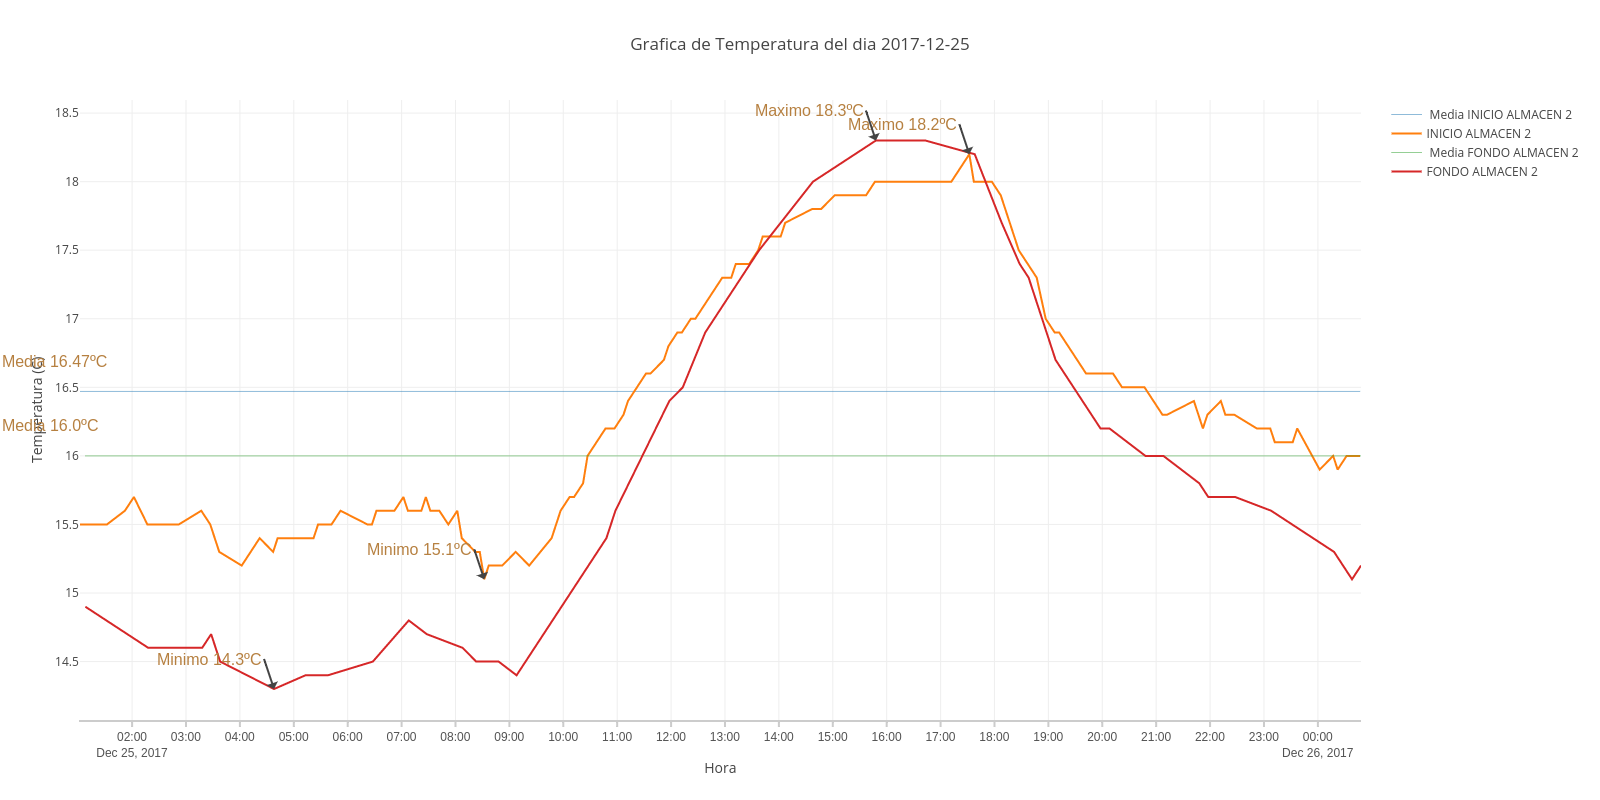 Grafica de Temperatura del dia 2017-12-25
Maximo 18.3ºC
Maximo 18.2ºC
Media INICIO ALMACEN 2
INICIO ALMACEN 2
Media FONDO ALMACEN 2
FONDO ALMACEN 2
18.5
18
17.5
17
Media 16.47ºC
16.5
Media 16.0ºC
Temperatura (C)
16
15.5
Minimo 15.1ºC
15
Minimo 14.3ºC
14.5
02:00 03:00 04:00 05:00 06:00 07:00 08:00 09:00 10:00 11:00 12:00 13:00 14:00 15:00 16:00 17:00 18:00 19:00 20:00 21:00 22:00 23:00 00:00
Dec 25, 2017 Dec 26, 2017
Hora